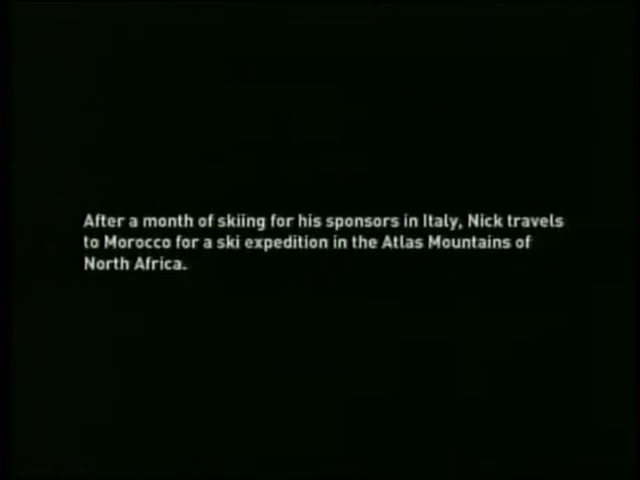 After a month of skiing for his sponsors in Italy, Nick travels
to Morocco for a ski expedition in the Atlas Mountains of
North Africa.